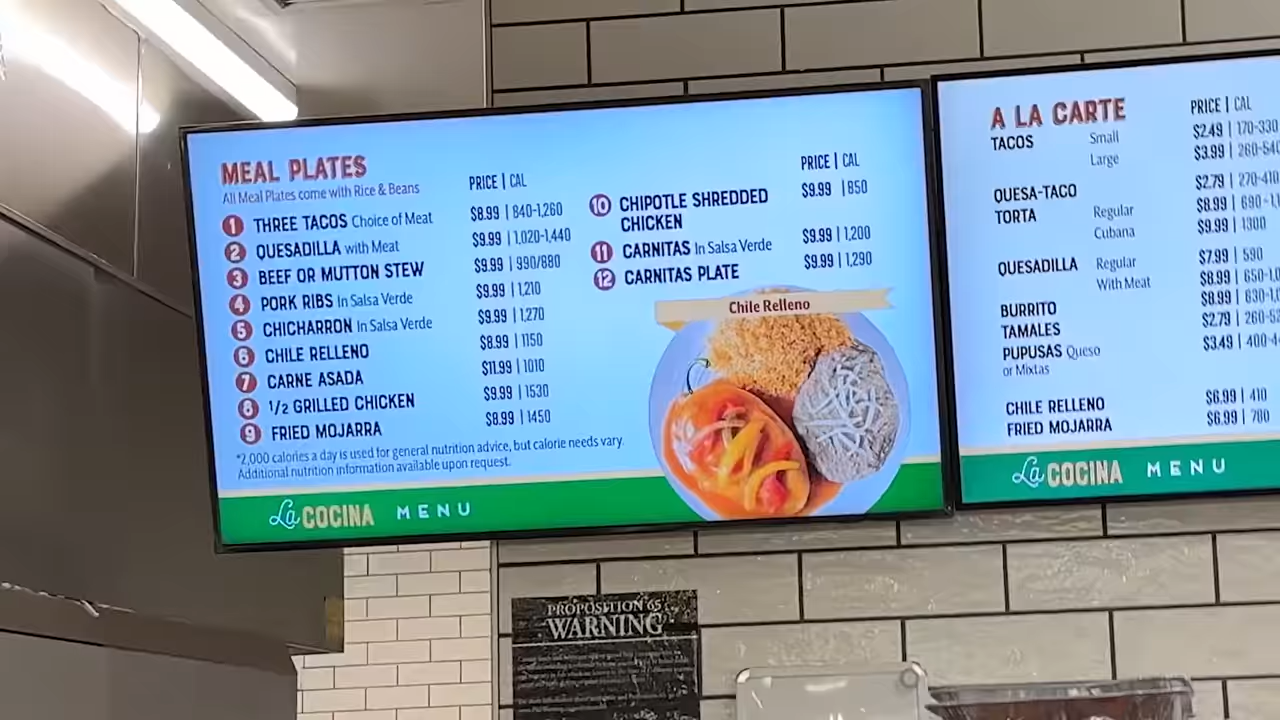 MEAL PLATES
All Meal Plates come with Rice & Beans
PRICE | CAL
1 THREE TACOS Choice of Meat $8.99 | 840-1,260
2 QUESADILLA with Meat $9.99 | 1,020-1,440
3 BEEF OR MUTTON STEW $9.99 | 990/880
4 PORK RIBS In Salsa Verde $9.99 | 1,210
5 CHICHARRON In Salsa Verde $9.99 | 1,270
6 CHILE RELLENO $8.99 | 1150
7 CARNE ASADA $11.99 | 1010
8 1/2 GRILLED CHICKEN $9.99 | 1530
9 FRIED MOJARRA $8.99 | 1450
*2,000 calories a day is used for general nutrition advice, but calorie needs vary.
Additional nutrition information available upon request.
PRICE | CAL
10 CHIPOTLE SHREDDED $9.99 | 850
CHICKEN
11 CARNITAS In Salsa Verde $9.99 | 1,200
12 CARNITAS PLATE $9.99 | 1,290
Chile Relleno
La COCINA MENU
A LA CARTE PRICE | CAL
TACOS Small $2.49 | 170-330
Large $3.99 | 260-540
QUESA-TACO $2.79 | 270-410
TORTA Regular $8.99 | 690-1,
Cubana $9.99 | 1300
QUESADILLA Regular $7.99 | 590
With Meat $8.99 | 650-1,
BURRITO $8.99 | 630-1,
TAMALES $2.79 | 260-
PUPUSAS Queso $3.49 | 400-
or Mixtas
CHILE RELLENO $6.99 | 410
FRIED MOJARRA $6.99 | 700
La COCINA MENU
PROPOSITION 65
WARNING